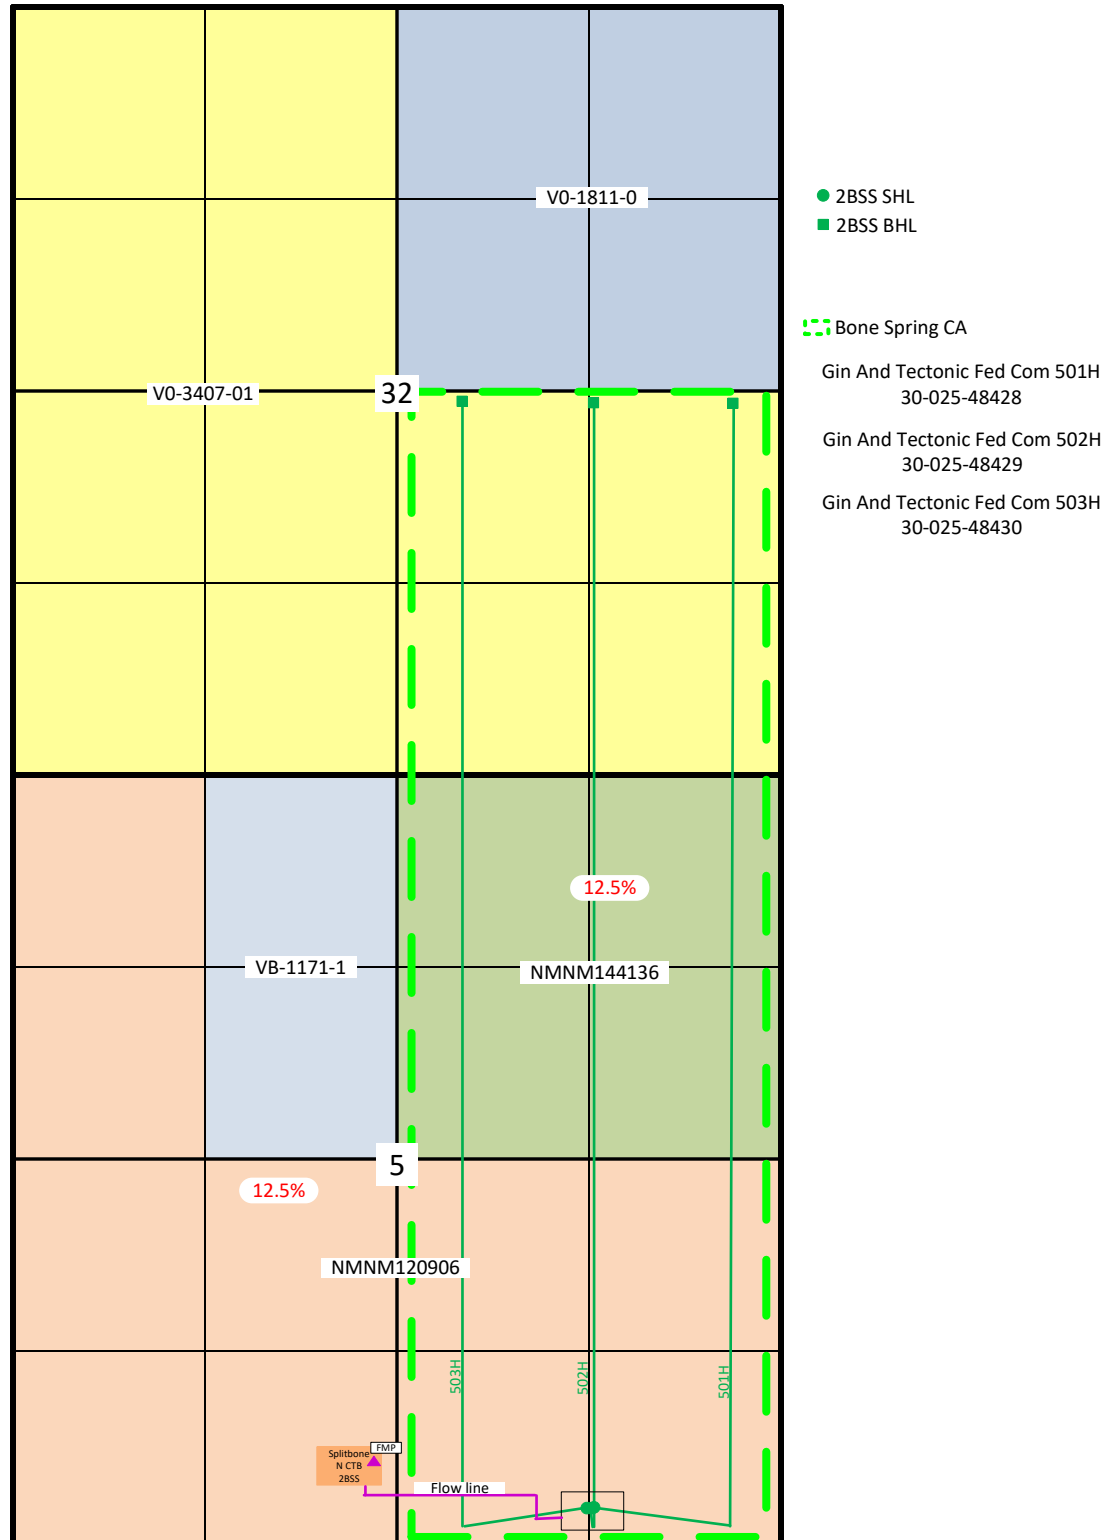 V0-1811-0
2BSS SHL
2BSS BHL
Bone Spring CA
Gin And Tectonic Fed Com 501H
30-025-48428
V0-3407-01
32
Gin And Tectonic Fed Com 502H
30-025-48429
Gin And Tectonic Fed Com 503H
30-025-48430
12.5%
VB-1171-1
NMNM144136
5
12.5%
NMNM120906
503H
502H
501H
FMP
Splitbone
N CTB
2BSS
Flow line